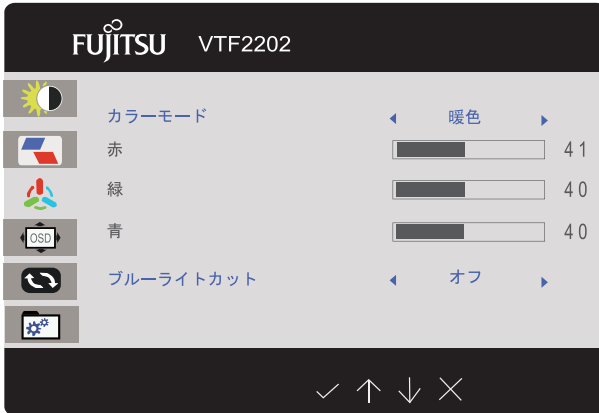 FUJITSU VTF2202
カラーモード 暖色
赤 41
緑 40
青 40
OSD
ブルーライトカット オフ